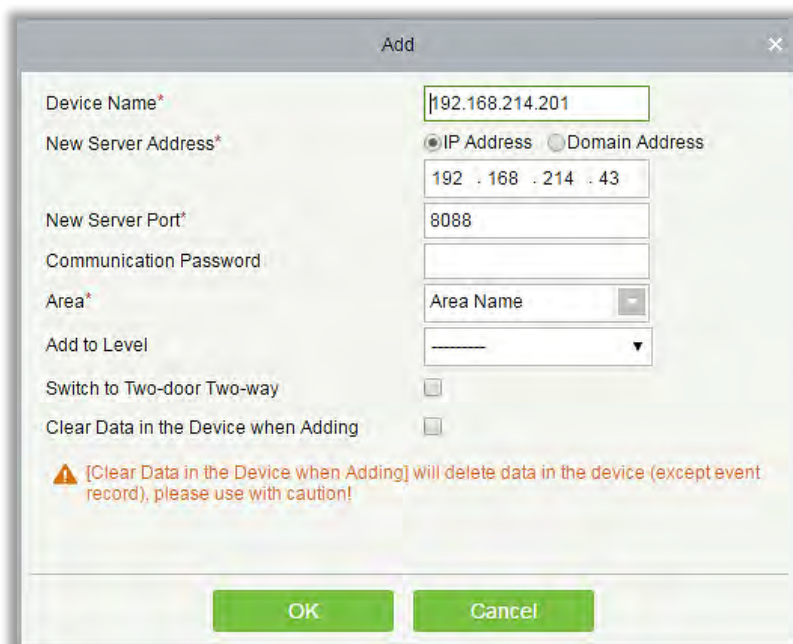 Add
Device Name* 192.168.214.201
New Server Address* IP Address Domain Address
192 . 168 . 214 . 43
New Server Port* 8088
Communication Password
Area* Area Name
Add to Level ---------
Switch to Two-door Two-way
Clear Data in the Device when Adding
[Clear Data in the Device when Adding] will delete data in the device (except event
record), please use with caution!
OK Cancel